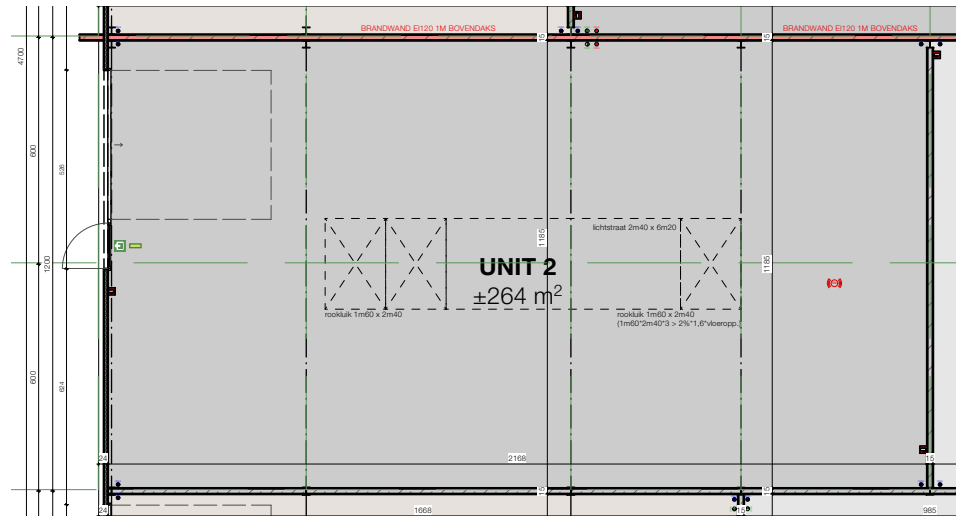 BRANDWAND EI120 1M BOVENDAKS
BRANDWAND EI120 1M BOVENDAKS
15
15
4700
600
526
lichtstraat 2m40 x 6m20
1185
1185
1200
UNIT 2
±264 m²
rookluik 1m60 x 2m40
rookluik 1m60 x 2m40
(1m60*2m40*3 > 2%*1,6*vloeropp.)
600
624
24
2168
15
15
15
24
1668
15
985